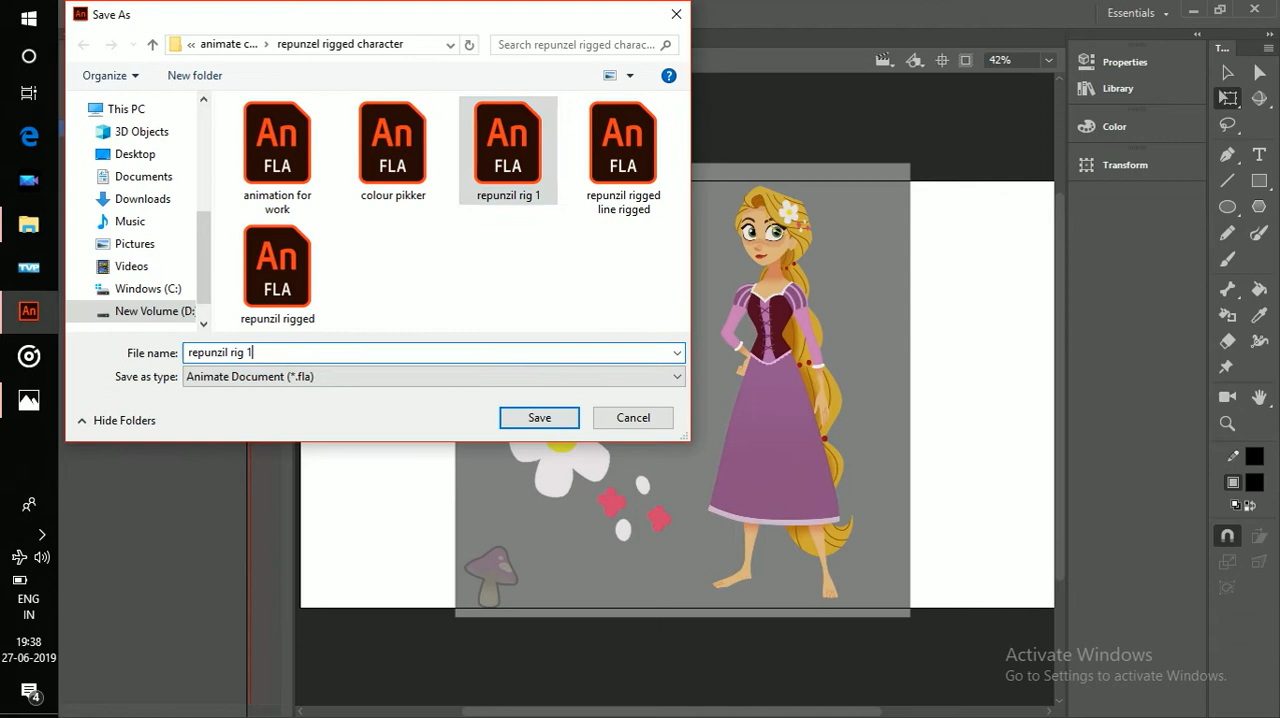 An Save As
Essentials
« animate c... > repunzel rigged character
Search repunzel rigged charac...
Organize
New folder
?
42%
T...
This PC
3D Objects
Desktop
Documents
Downloads
Music
Pictures
Videos
Windows (C:)
New Volume (D:
An
FLA
animation for
work
An
FLA
colour pikker
An
FLA
repunzil rig 1
An
FLA
repunzil rigged
line rigged
An
FLA
repunzil rigged
File name:
repunzil rig 1
Save as type:
Animate Document (*.fla)
Hide Folders
Save
Cancel
Properties
Library
Color
Transform
T
TVP
An
ENG
IN
19:38
27-06-2019
4
Activate Windows
Go to Settings to activate Windows.